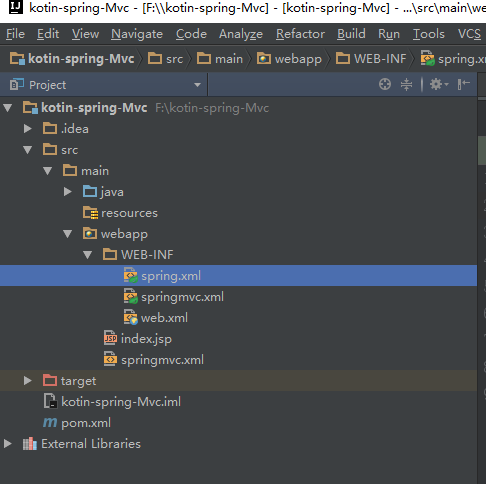 kotin-spring-Mvc - [F:\\kotin-spring-Mvc] - [kotin-spring-Mvc] - ...\src\main\we
File Edit View Navigate Code Analyze Refactor Build Run Tools VCS
kotin-spring-Mvc src main webapp WEB-INF spring.x
Project
kotin-spring-Mvc F:\kotin-spring-Mvc
.idea
src
main
java
resources
webapp
WEB-INF
spring.xml
springmvc.xml
web.xml
index.jsp
springmvc.xml
target
kotin-spring-Mvc.iml
pom.xml
External Libraries